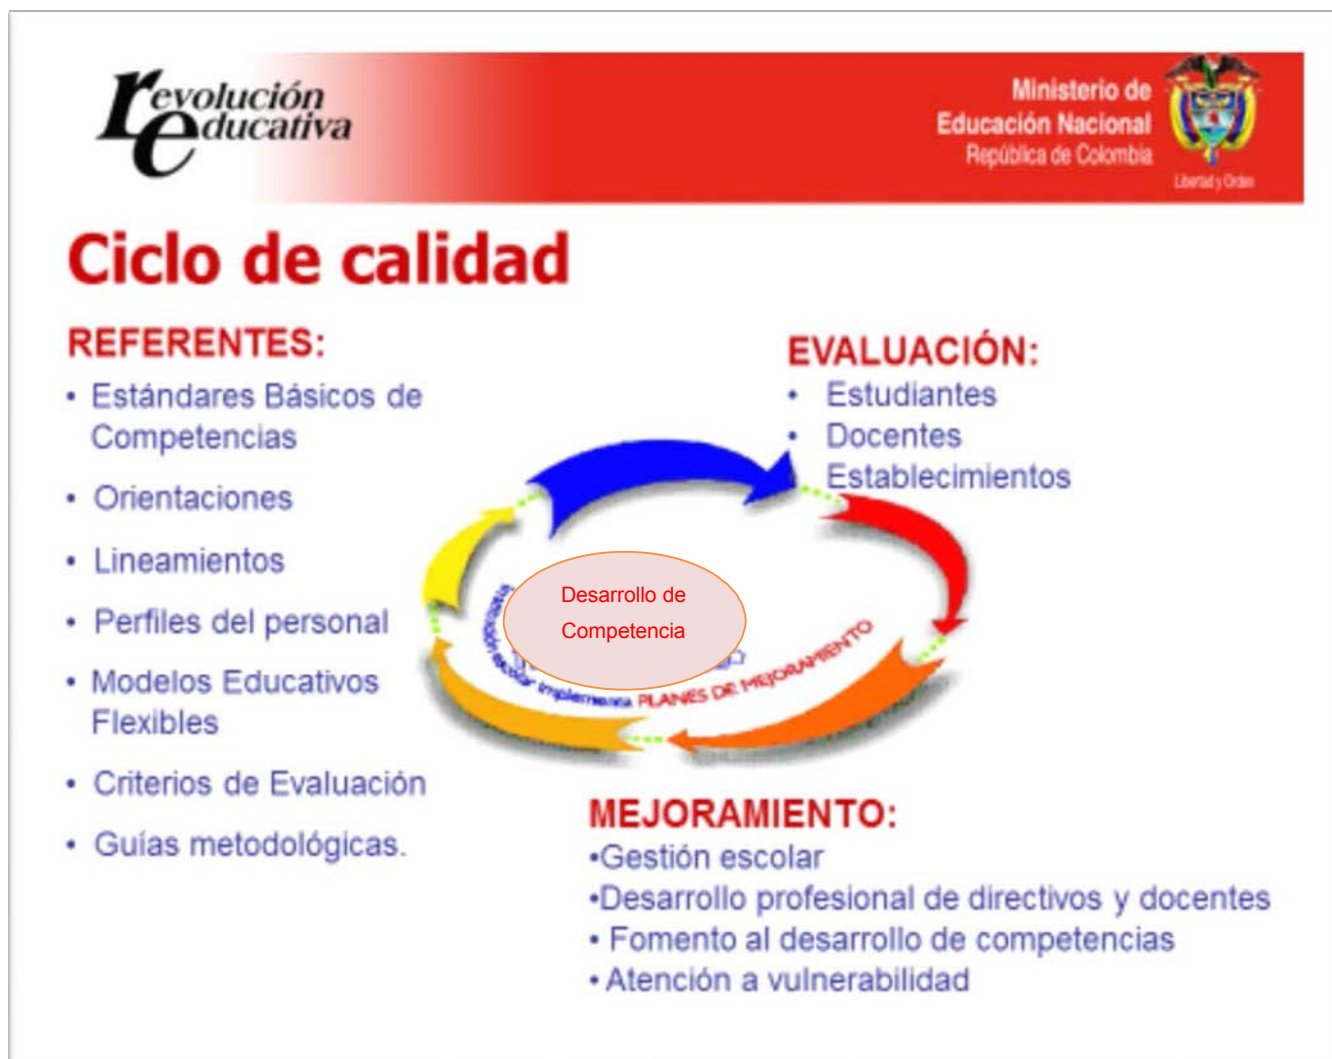 revolución
educativa
Ministerio de
Educación Nacional
República de Colombia
Libertad y Orden
Ciclo de calidad
REFERENTES:
• Estándares Básicos de
Competencias
• Orientaciones
• Lineamientos
• Perfiles del personal
• Modelos Educativos
Flexibles
• Criterios de Evaluación
• Guías metodológicas.
EVALUACIÓN:
• Estudiantes
• Docentes
Establecimientos
Desarrollo de
Competencia
implementa PLANES DE MEJORAMIENTO
MEJORAMIENTO:
•Gestión escolar
•Desarrollo profesional de directivos y docentes
• Fomento al desarrollo de competencias
• Atención a vulnerabilidad